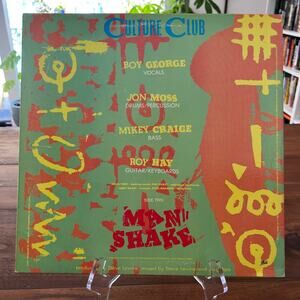 CULTURE CLUB
BOY GEORGE
VOCALS
JON MOSS
DRUMS/PERCUSSION
MIKEY CRAIGE
BASS
ROY HAY
GUITAR/KEYBOARDS
SIDE TWO
MAN
SHAKE